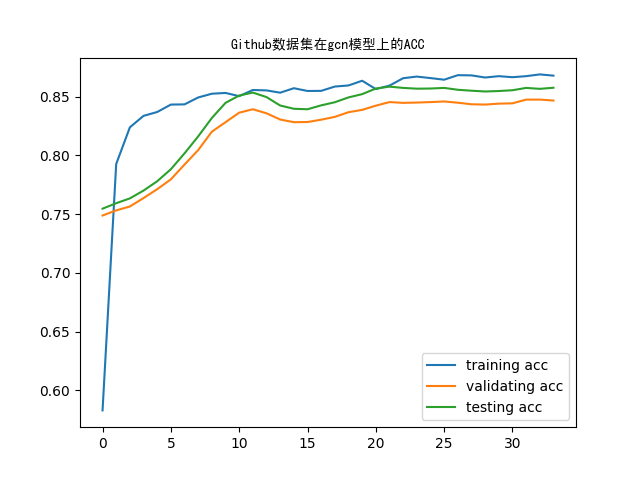 Github数据集在gcn模型上的ACC
0.85
0.80
0.75
0.70
0.65
0.60
training acc
validating acc
testing acc
0 5 10 15 20 25 30